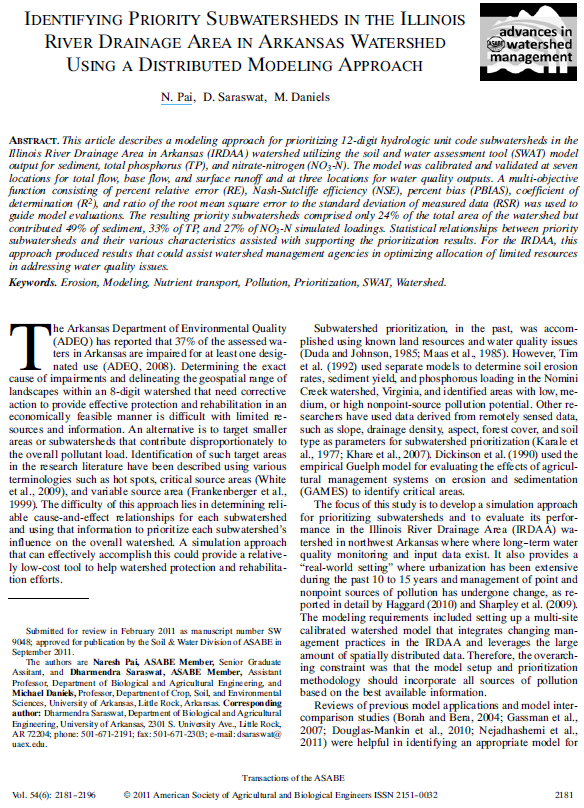 IDENTIFYING PRIORITY SUBWATERSHEDS IN THE ILLINOIS
RIVER DRAINAGE AREA IN ARKANSAS WATERSHED
USING A DISTRIBUTED MODELING APPROACH
advances in
ASABE watershed
management
N. Pai, D. Saraswat, M. Daniels
ABSTRACT. This article describes a modeling approach for prioritizing 12-digit hydrologic unit code subwatersheds in the
Illinois River Drainage Area in Arkansas (IRDAA) watershed utilizing the soil and water assessment tool (SWAT) model
output for sediment, total phosphorus (TP), and nitrate-nitrogen (NO3-N). The model was calibrated and validated at seven
locations for total flow, base flow, and surface runoff and at three locations for water quality outputs. A multi-objective
function consisting of percent relative error (RE), Nash-Sutcliffe efficiency (NSE), percent bias (PBIAS), coefficient of
determination (R2), and ratio of the root mean square error to the standard deviation of measured data (RSR) was used to
guide model evaluations. The resulting priority subwatersheds comprised only 24% of the total area of the watershed but
contributed 49% of sediment, 33% of TP, and 27% of NO3-N simulated loadings. Statistical relationships between priority
subwatersheds and their various characteristics assisted with supporting the prioritization results. For the IRDAA, this
approach produced results that could assist watershed management agencies in optimizing allocation of limited resources
in addressing water quality issues.
Keywords. Erosion, Modeling, Nutrient transport, Pollution, Prioritization, SWAT, Watershed.
The Arkansas Department of Environmental Quality
(ADEQ) has reported that 37% of the assessed wa-
ters in Arkansas are impaired for at least one desig-
nated use (ADEQ, 2008). Determining the exact
cause of impairments and delineating the geospatial range of
landscapes within an 8-digit watershed that need corrective
action to provide effective protection and rehabilitation in an
economically feasible manner is difficult with limited re-
sources and information. An alternative is to target smaller
areas or subwatersheds that contribute disproportionately to
the overall pollutant load. Identification of such target areas
in the research literature have been described using various
terminologies such as hot spots, critical source areas (White
et al., 2009), and variable source area (Frankenberger et al.,
1999). The difficulty of this approach lies in determining reli-
able cause-and-effect relationships for each subwatershed
and using that information to prioritize each subwatershed's
influence on the overall watershed. A simulation approach
that can effectively accomplish this could provide a relative-
ly low-cost tool to help watershed protection and rehabilita-
tion efforts.
Submitted for review in February 2011 as manuscript number SW
9048; approved for publication by the Soil & Water Division of ASABE in
September 2011.
The authors are Naresh Pai, ASABE Member, Senior Graduate
Assitant, and Dharmendra Saraswat, ASABE Member, Assistant
Professor, Department of Biological and Agricultural Engineering, and
Michael Daniels, Professor, Department of Crop, Soil, and Environmental
Sciences, University of Arkansas, Little Rock, Arkansas. Corresponding
author: Dharmendra Saraswat, Department of Biological and Agricultural
Engineering, University of Arkansas, 2301 S. University Ave., Little Rock,
AR 72204; phone: 501-671-2191; fax: 501-671-2303; e-mail: dsaraswat@
uaex.edu.
Subwatershed prioritization, in the past, was accom-
plished using known land resources and water quality issues
(Duda and Johnson, 1985; Maas et al., 1985). However, Tim
et al. (1992) used separate models to determine soil erosion
rates, sediment yield, and phosphorous loading in the Nomini
Creek watershed, Virginia, and identified areas with low, me-
dium, or high nonpoint-source pollution potential. Other re-
searchers have used data derived from remotely sensed data,
such as slope, drainage density, aspect, forest cover, and soil
type as parameters for subwatershed prioritization (Karale et
al., 1977; Khare et al., 2007). Dickinson et al. (1990) used the
empirical Guelph model for evaluating the effects of agricul-
tural management systems on erosion and sedimentation
(GAMES) to identify critical areas.
The focus of this study is to develop a simulation approach
for prioritizing subwatersheds and to evaluate its perfor-
mance in the Illinois River Drainage Area (IRDAA) wa-
tershed in northwest Arkansas where where long-term water
quality monitoring and input data exist. It also provides a
“real-world setting” where urbanization has been extensive
during the past 10 to 15 years and management of point and
nonpoint sources of pollution has undergone change, as re-
ported in detail by Haggard (2010) and Sharpley et al. (2009).
The modeling requirements included setting up a multi-site
calibrated watershed model that integrates changing man-
agement practices in the IRDAA and leverages the large
amount of spatially distributed data. Therefore, the overarch-
ing constraint was that the model setup and prioritization
methodology should incorporate all sources of pollution
based on the best available information.
Reviews of previous model applications and model inter-
comparison studies (Borah and Bera, 2004; Gassman et al.,
2007; Douglas-Mankin et al., 2010; Nejadhashemi et al.,
2011) were helpful in identifying an appropriate model for
Transactions of the ASABE
Vol. 54(6): 2181-2196 © 2011 American Society of Agricultural and Biological Engineers ISSN 2151-0032 2181